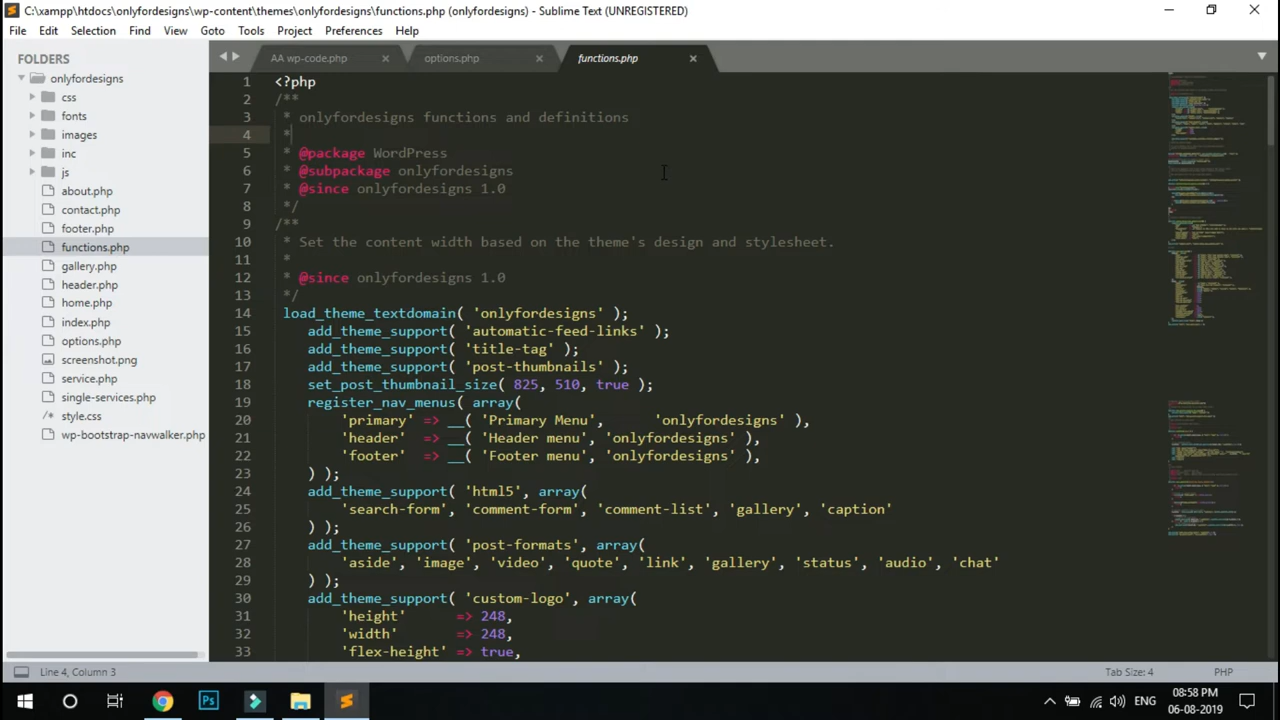 C:\xampp\htdocs\onlyfordesigns\wp-content\themes\onlyfordesigns\functions.php (onlyfordesigns) - Sublime Text (UNREGISTERED)
File Edit Selection Find View Goto Tools Project Preferences Help
FOLDERS
onlyfordesigns
css
fonts
images
inc
js
about.php
contact.php
footer.php
functions.php
gallery.php
header.php
home.php
index.php
options.php
screenshot.png
service.php
single-services.php
/* style.css
wp-bootstrap-navwalker.php
AA wp-code.php × options.php × functions.php ×
1 <?php
2 /**
3 * onlyfordesigns functions and definitions
4 *
5 * @package WordPress
6 * @subpackage onlyfordesigns
7 * @since onlyfordesigns 1.0
8 */
9 /**
10 * Set the content width based on the theme's design and stylesheet.
11 *
12 * @since onlyfordesigns 1.0
13 */
14 load_theme_textdomain( 'onlyfordesigns' );
15 add_theme_support( 'automatic-feed-links' );
16 add_theme_support( 'title-tag' );
17 add_theme_support( 'post-thumbnails' );
18 set_post_thumbnail_size( 825, 510, true );
19 register_nav_menus( array(
20 'primary' => __( 'Primary Menu', 'onlyfordesigns' ),
21 'header' => __( 'Header menu', 'onlyfordesigns' ),
22 'footer' => __( 'Footer menu', 'onlyfordesigns' ),
23 ) );
24 add_theme_support( 'html5', array(
25 'search-form', 'comment-form', 'comment-list', 'gallery', 'caption'
26 ) );
27 add_theme_support( 'post-formats', array(
28 'aside', 'image', 'video', 'quote', 'link', 'gallery', 'status', 'audio', 'chat'
29 ) );
30 add_theme_support( 'custom-logo', array(
31 'height' => 248,
32 'width' => 248,
33 'flex-height' => true,
Line 4, Column 3
Tab Size: 4
PHP
Ps
ENG
08:58 PM
06-08-2019